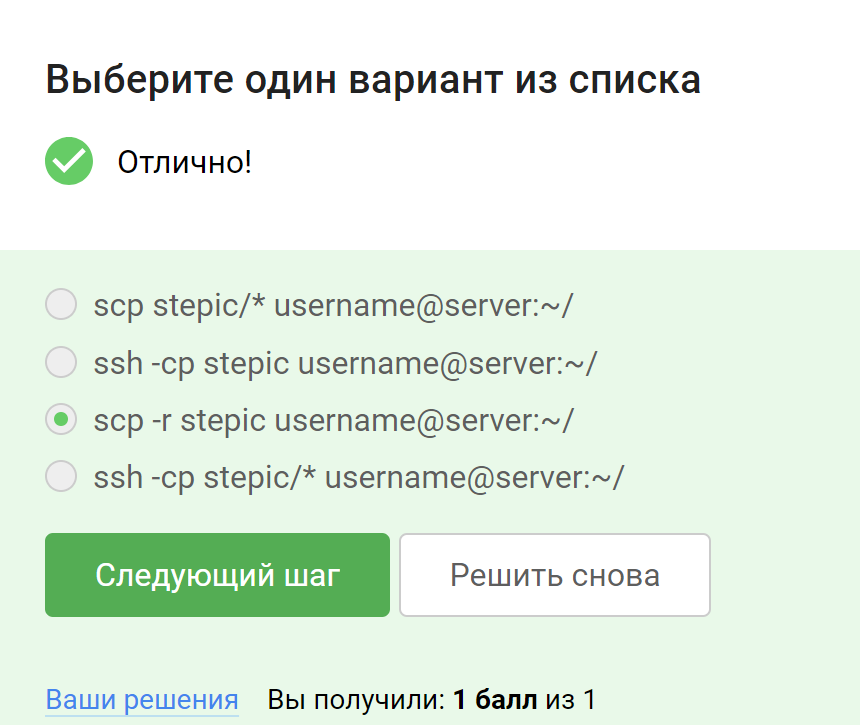 Выберите один вариант из списка
Отлично!
scp stepic/* username@server:~/
ssh -cp stepic username@server:~/
scp -r stepic username@server:~/
ssh -cp stepic/* username@server:~/
Следующий шаг
Решить снова
Ваши решения Вы получили: 1 балл из 1